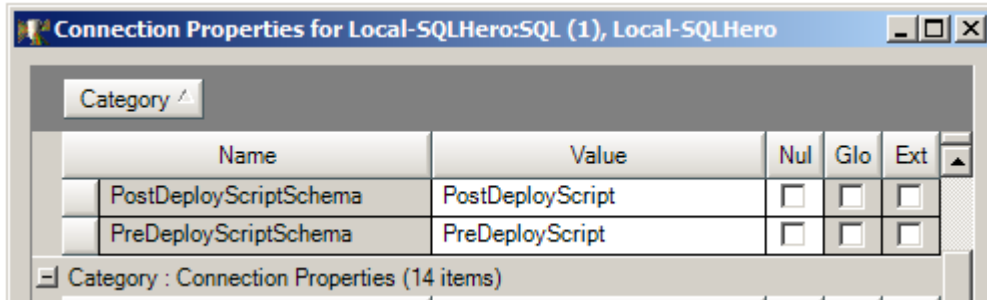 Connection Properties for Local-SQLHero:SQL (1), Local-SQLHero
Category
Name Value Nul Glo Ext
PostDeployScriptSchema PostDeployScript
PreDeployScriptSchema PreDeployScript
Category : Connection Properties (14 items)